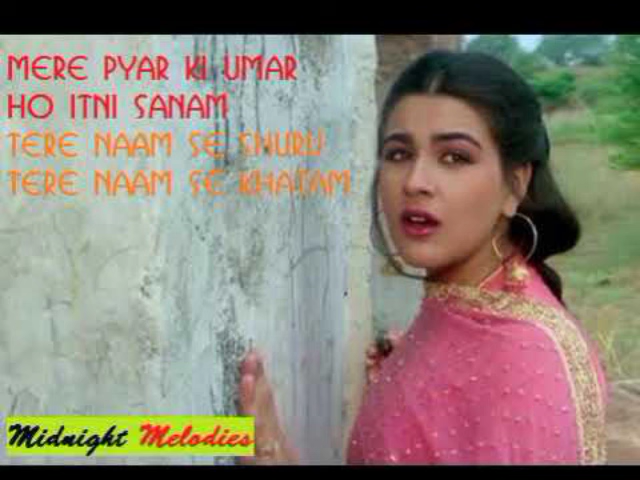 MERE PYAR KI UMAR
HO ITNI SANAM
TERE NAAM SE SHURU
TERE NAAM SE KHATAM
Midnight Melodies